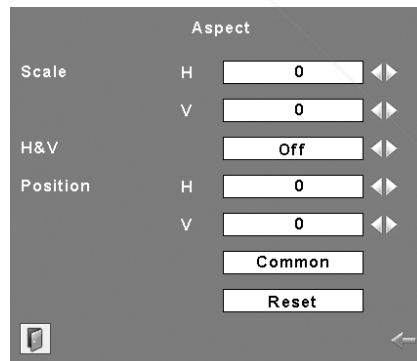 Aspect
Scale H 0
V 0
H&V Off
Position H 0
V 0
Common
Reset